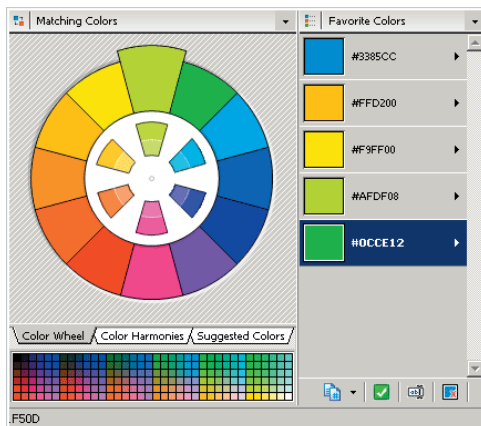 Matching Colors
Favorite Colors
#3385CC
#FFD200
#F9FF00
#AFDF08
#0CCE12
Color Wheel
Color Harmonies
Suggested Colors
.F50D